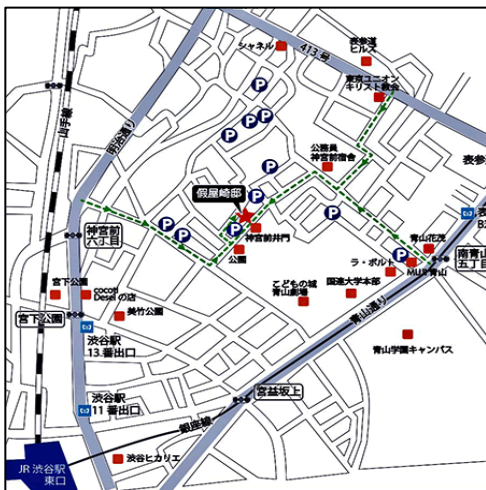 シャネル
413号
表参道
ヒルズ
東京ユニオン
キリスト教会
山手線
明治通り
P
P
P
P
P
公務員
神宮前宿舎
表参
假屋崎邸
P
P
P
P
P
P
神宮前井門
公園
神宮前
六丁目
青山花茂
南青山
五丁目
ラ・ポルト
MUS青山
こどもの城
青山劇場
国連大学本部
宮下公園
cocoti
Deselの店
美竹公園
宮下公園
青山通り
渋谷駅
13番出口
青山学園キャンパス
宮益坂上
渋谷駅
11番出口
銀座線
JR渋谷駅
東口
渋谷ヒカリエ